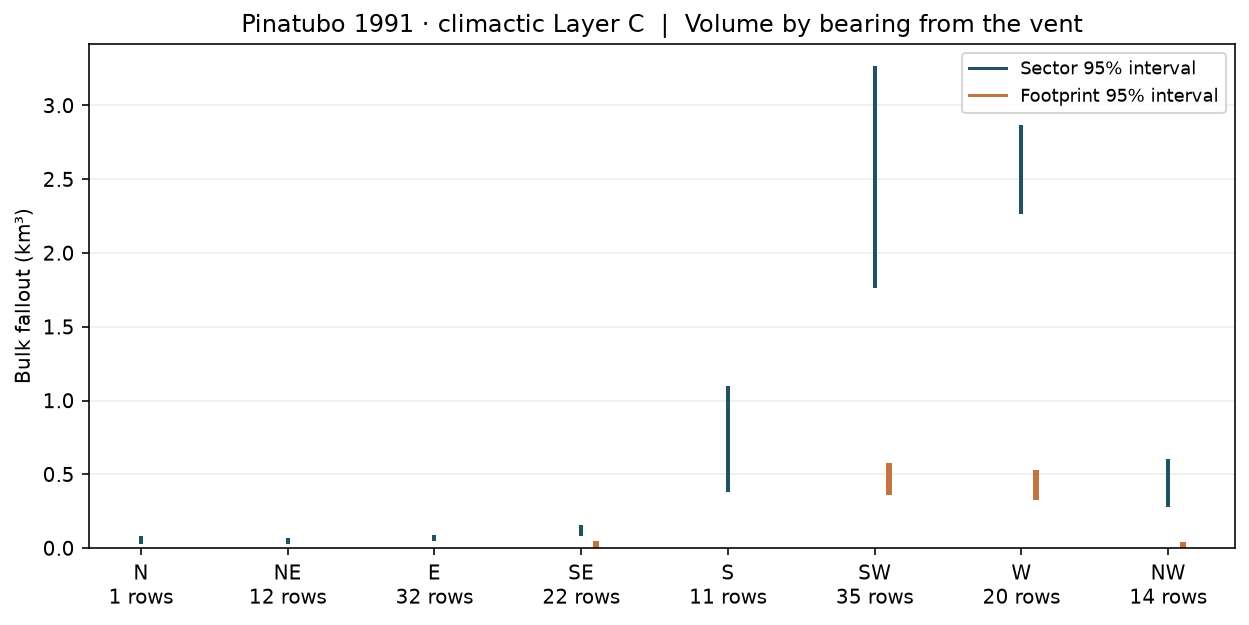 Pinatubo 1991 · climactic Layer C | Volume by bearing from the vent
Sector 95% interval
Footprint 95% interval
Bulk fallout (km³)
3.0
2.5
2.0
1.5
1.0
0.5
0.0
N NE E SE S SW W NW
1 rows 12 rows 32 rows 22 rows 11 rows 35 rows 20 rows 14 rows